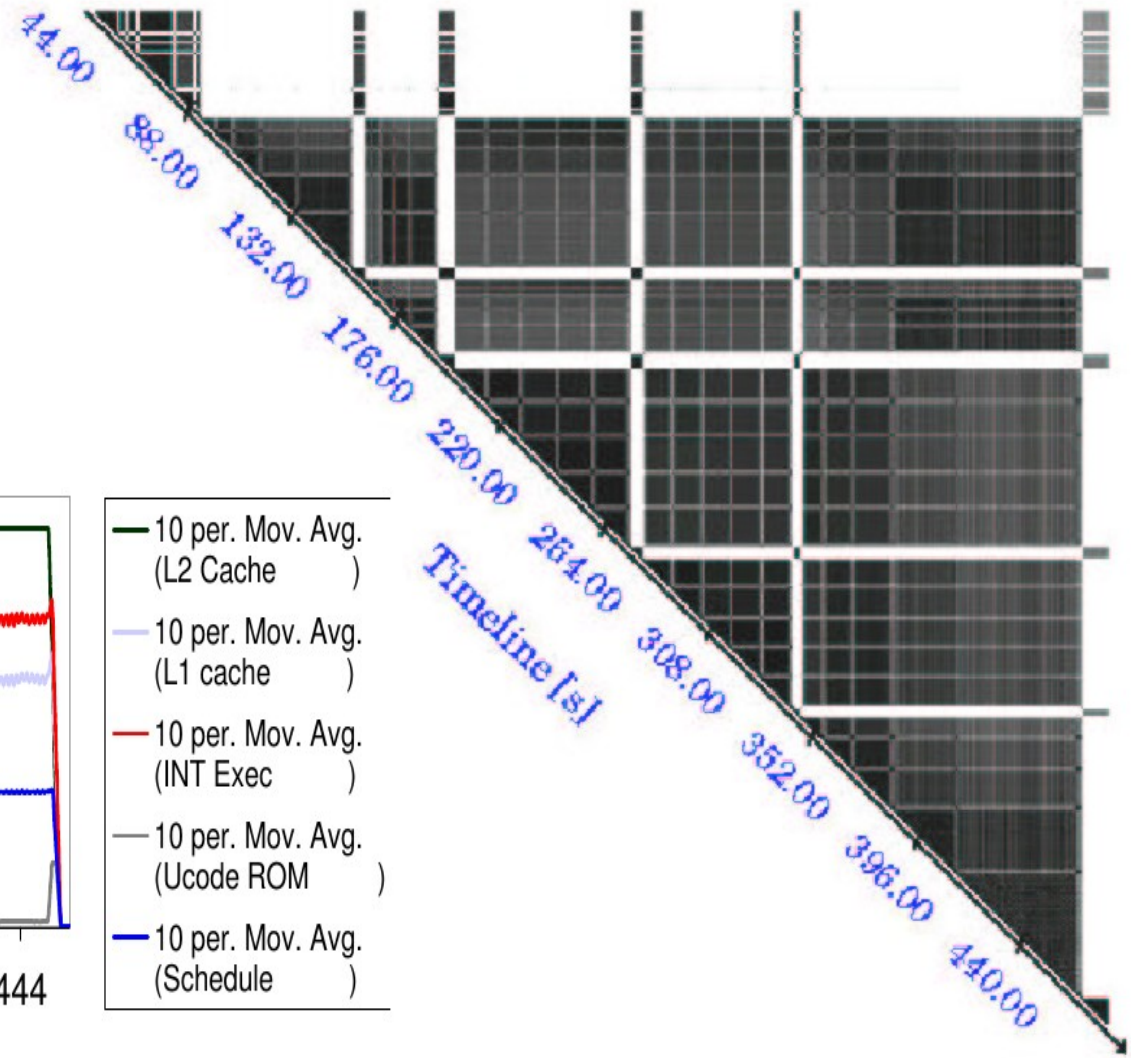 44.00
88.00
132.00
176.00
220.00
264.00
308.00
352.00
396.00
440.00
Timeline [s]
10 per. Mov. Avg.
(L2 Cache )
10 per. Mov. Avg.
(L1 cache )
10 per. Mov. Avg.
(INT Exec )
10 per. Mov. Avg.
(Ucode ROM )
10 per. Mov. Avg.
(Schedule )
444